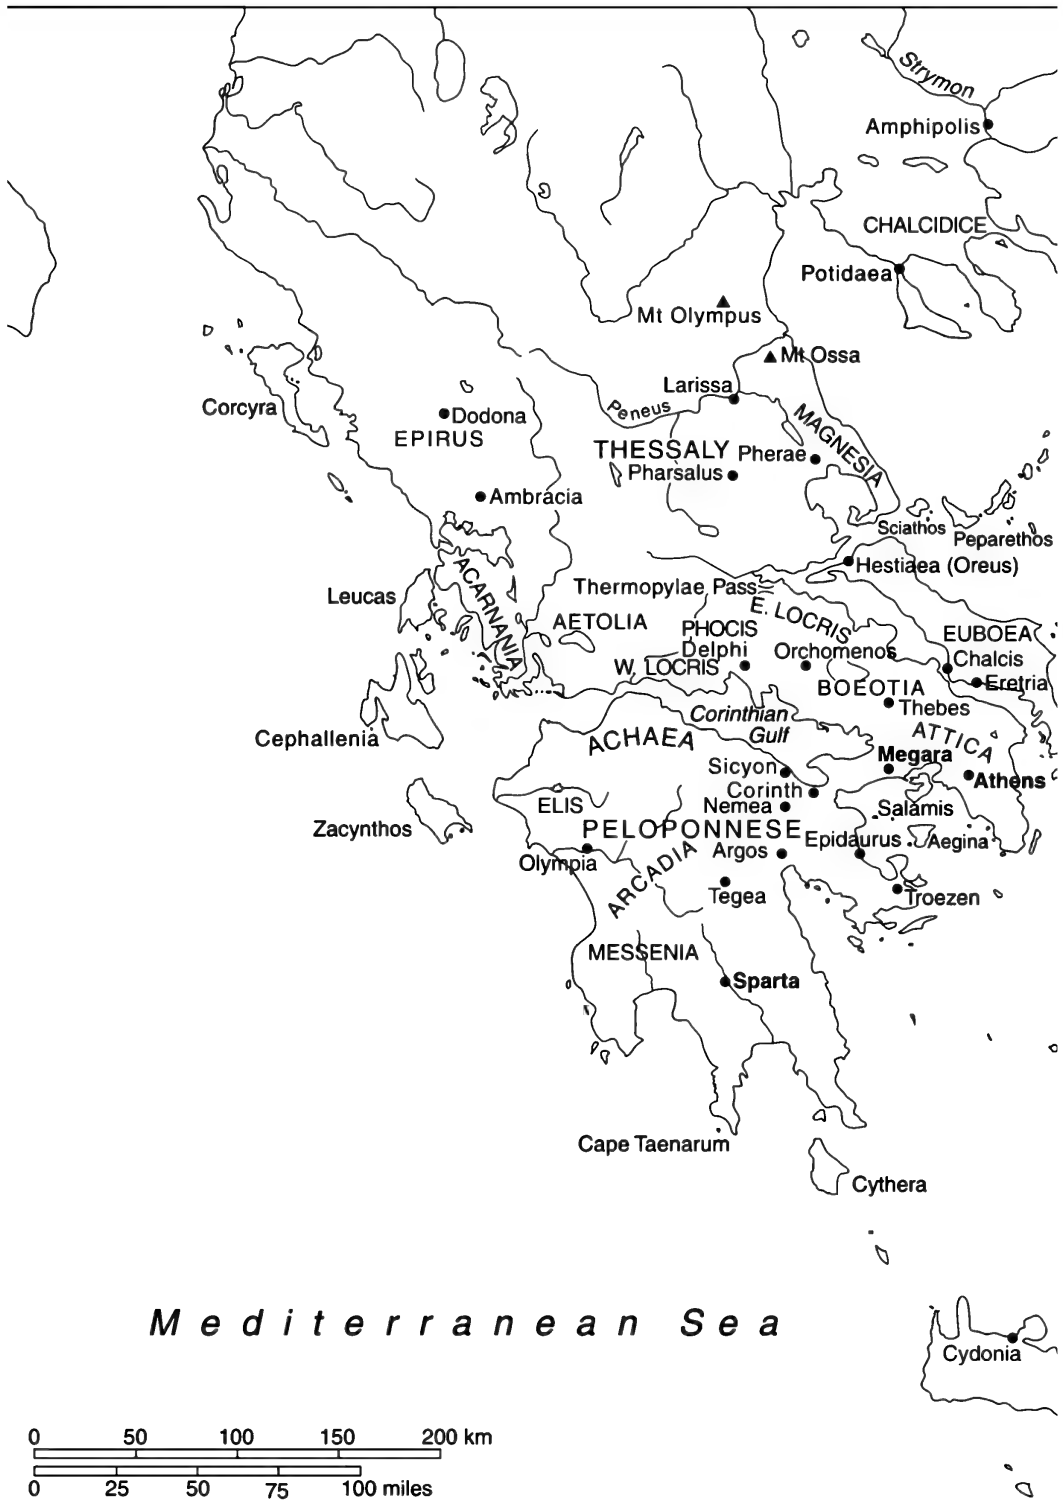 Strymon
Amphipolis
CHALCIDICE
Potidaea
Mt Olympus
Mt Ossa
Larissa
Peneus
Corcyra
Dodona
EPIRUS
MAGNESIA
THESSALY
Pherae
Pharsalus
Ambracia
Sciathos
Peparethos
Hestiaea (Oreus)
Thermopylae Pass
Leucas
ACARNANIA
AETOLIA
E. LOCRIS
PHOCIS
EUBOEA
Delphi
Orchomenos
Chalcis
W. LOCRIS
BOEOTIA
Eretria
Thebes
Corinthian
Gulf
ATTICA
Cephallenia
ACHAEA
Megara
Sicyon
Athens
Corinth
ELIS
Nemea
Salamis
Zacynthos
PELOPONNESE
Epidaurus
Aegina
Argos
Olympia
ARCADIA
Tegea
Troezen
MESSENIA
Sparta
Cape Taenarum
Cythera
Mediterranean Sea
Cydonia
0 50 100 150 200 km
0 25 50 75 100 miles